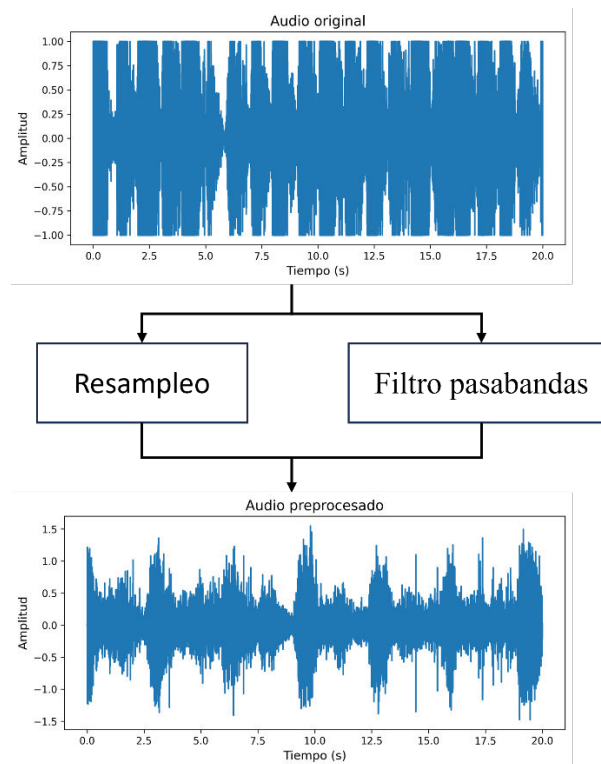 Audio original
1.00
0.75
0.50
0.25
0.00
−0.25
−0.50
−0.75
−1.00
Amplitud
0.0 2.5 5.0 7.5 10.0 12.5 15.0 17.5 20.0
Tiempo (s)
Resampleo
Filtro pasabandas
Audio preprocesado
1.5
1.0
0.5
0.0
−0.5
−1.0
−1.5
Amplitud
0.0 2.5 5.0 7.5 10.0 12.5 15.0 17.5 20.0
Tiempo (s)